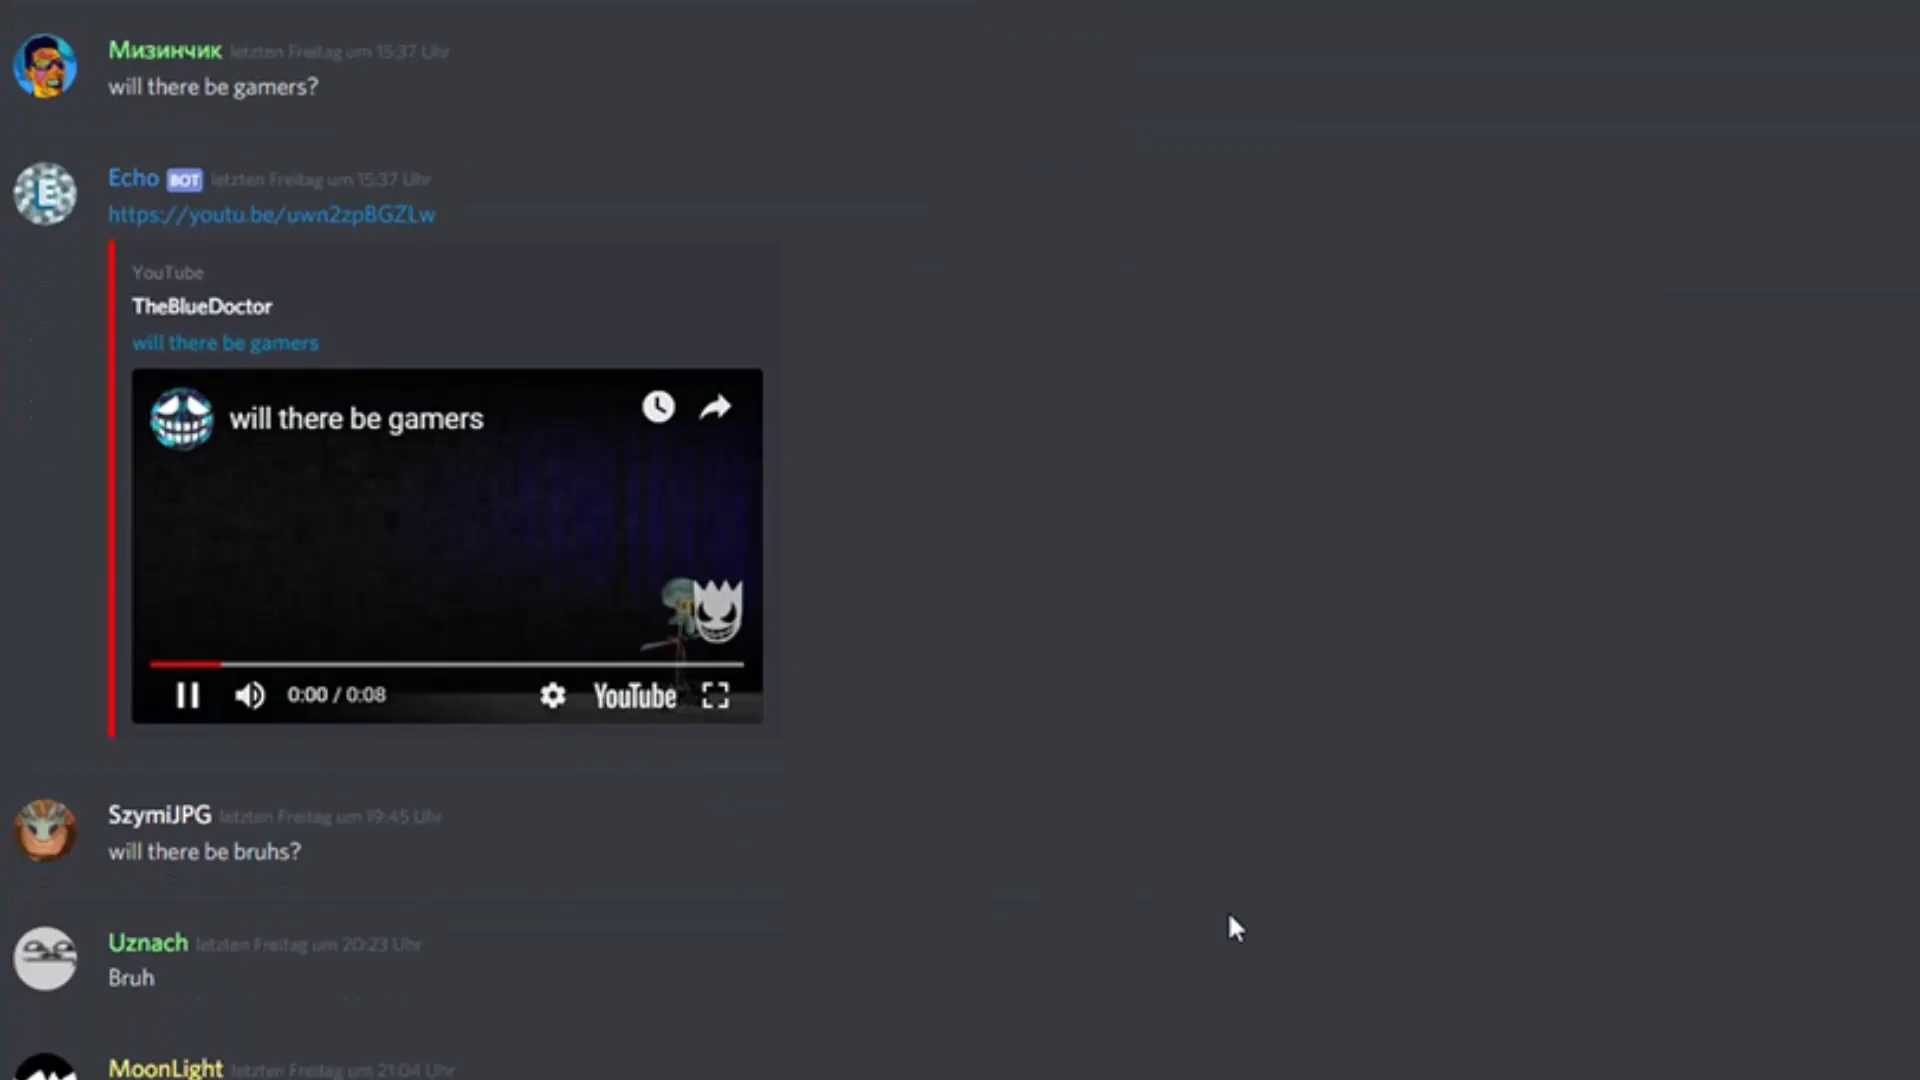 Мизинчик letzten Freitag um 15:37 Uhr
will there be gamers?
Echo BOT letzten Freitag um 15:37 Uhr
https://youtu.be/uwn2zpBGZLw
YouTube
TheBlueDoctor
will there be gamers
will there be gamers
0:00 / 0:08
YouTube
SzymiJPG letzten Freitag um 19:45 Uhr
will there be bruhs?
Uznach letzten Freitag um 20:23 Uhr
Bruh
MoonLight letzten Freitag um 21:04 Uhr